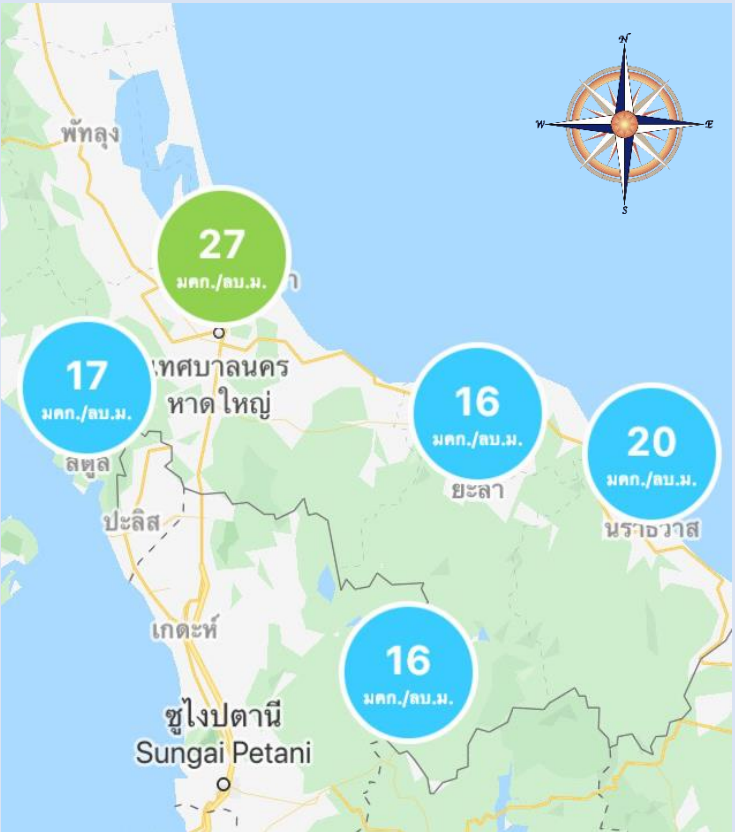 N
W
E
S
พัทลุง
27
มคก./ลบ.ม.
า
17
มคก./ลบ.ม.
เทศบาลนคร
หาดใหญ่
สตูล
16
มคก./ลบ.ม.
ยะลา
20
มคก./ลบ.ม.
นราธิวาส
ปะลิส
เกดะห์
16
มคก./ลบ.ม.
ซูไงปตานี
Sungai Petani